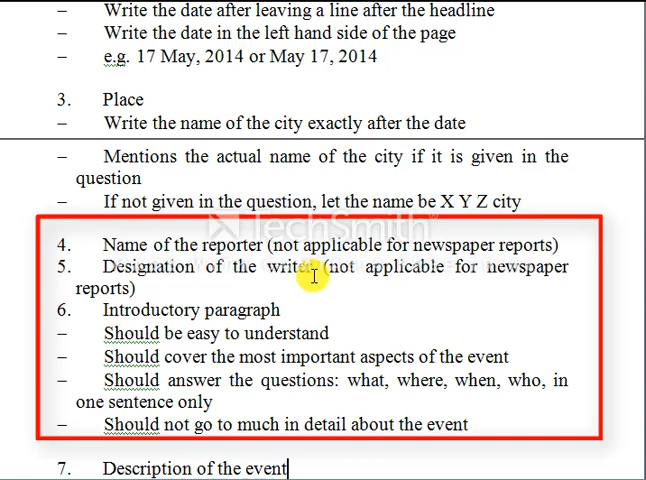 – Write the date after leaving a line after the headline
– Write the date in the left hand side of the page
– e.g. 17 May, 2014 or May 17, 2014
3. Place
– Write the name of the city exactly after the date
– Mentions the actual name of the city if it is given in the
question
– If not given in the question, let the name be X Y Z city
TechSmith
4. Name of the reporter (not applicable for newspaper reports)
5. Designation of the writer (not applicable for newspaper
reports)
6. Introductory paragraph
– Should be easy to understand
– Should cover the most important aspects of the event
– Should answer the questions: what, where, when, who, in
one sentence only
– Should not go to much in detail about the event
7. Description of the event